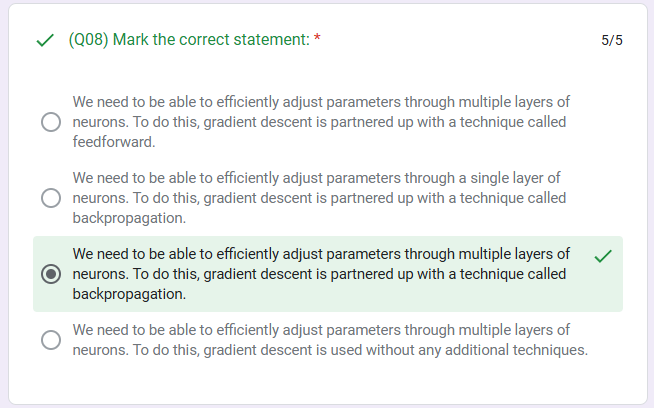 (Q08) Mark the correct statement: * 5/5
We need to be able to efficiently adjust parameters through multiple layers of
neurons. To do this, gradient descent is partnered up with a technique called
feedforward.
We need to be able to efficiently adjust parameters through a single layer of
neurons. To do this, gradient descent is partnered up with a technique called
backpropagation.
We need to be able to efficiently adjust parameters through multiple layers of
neurons. To do this, gradient descent is partnered up with a technique called
backpropagation.
We need to be able to efficiently adjust parameters through multiple layers of
neurons. To do this, gradient descent is used without any additional techniques.